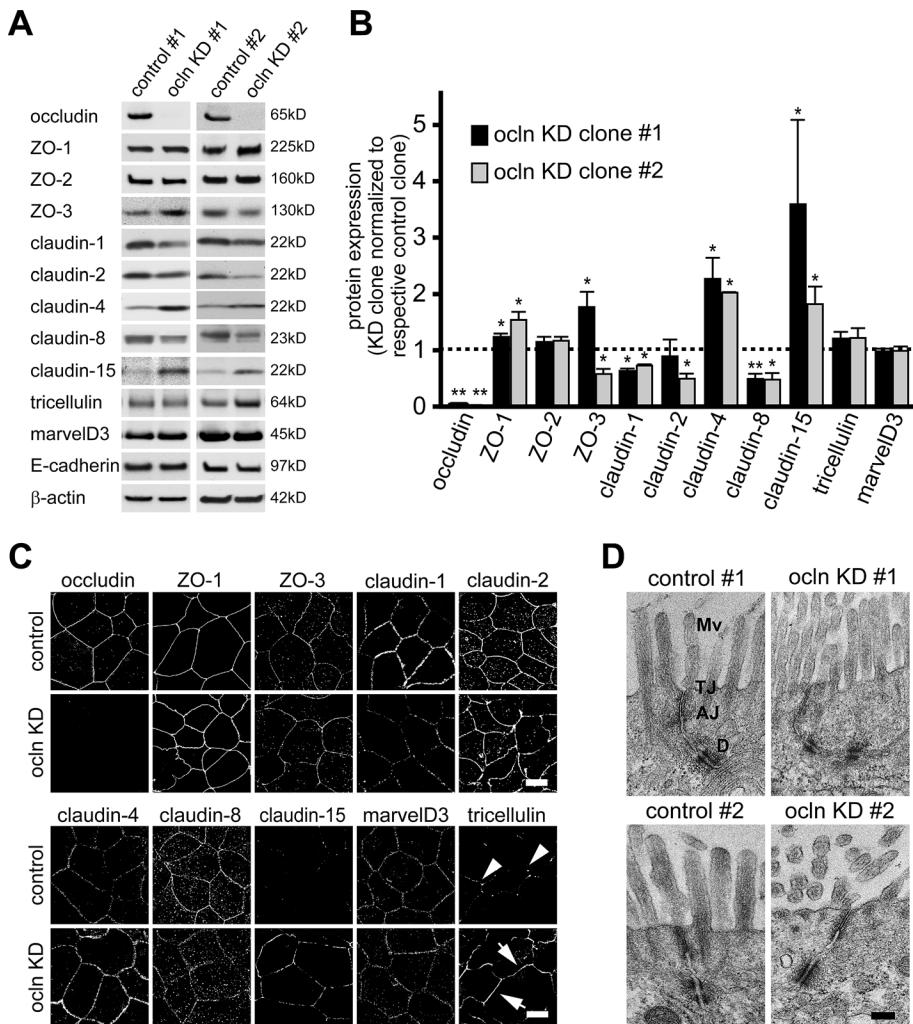 A
control #1
ocln KD #1
control #2
ocln KD #2
occludin 65kD
ZO-1 225kD
ZO-2 160kD
ZO-3 130kD
claudin-1 22kD
claudin-2 22kD
claudin-4 22kD
claudin-8 23kD
claudin-15 22kD
tricellulin 64kD
marvelD3 45kD
E-cadherin 97kD
β-actin 42kD
B
protein expression
(KD clone normalized to
respective control clone)
5
4
3
2
1
0
ocln KD clone #1
ocln KD clone #2
** **
* *
* *
* *
*
* *
** *
* *
occludin
ZO-1
ZO-2
ZO-3
claudin-1
claudin-2
claudin-4
claudin-8
claudin-15
tricellulin
marvelD3
C
occludin ZO-1 ZO-3 claudin-1 claudin-2
control
ocln KD
claudin-4 claudin-8 claudin-15 marvelD3 tricellulin
control
ocln KD
D
control #1 ocln KD #1
Mv
TJ
AJ
D
control #2 ocln KD #2